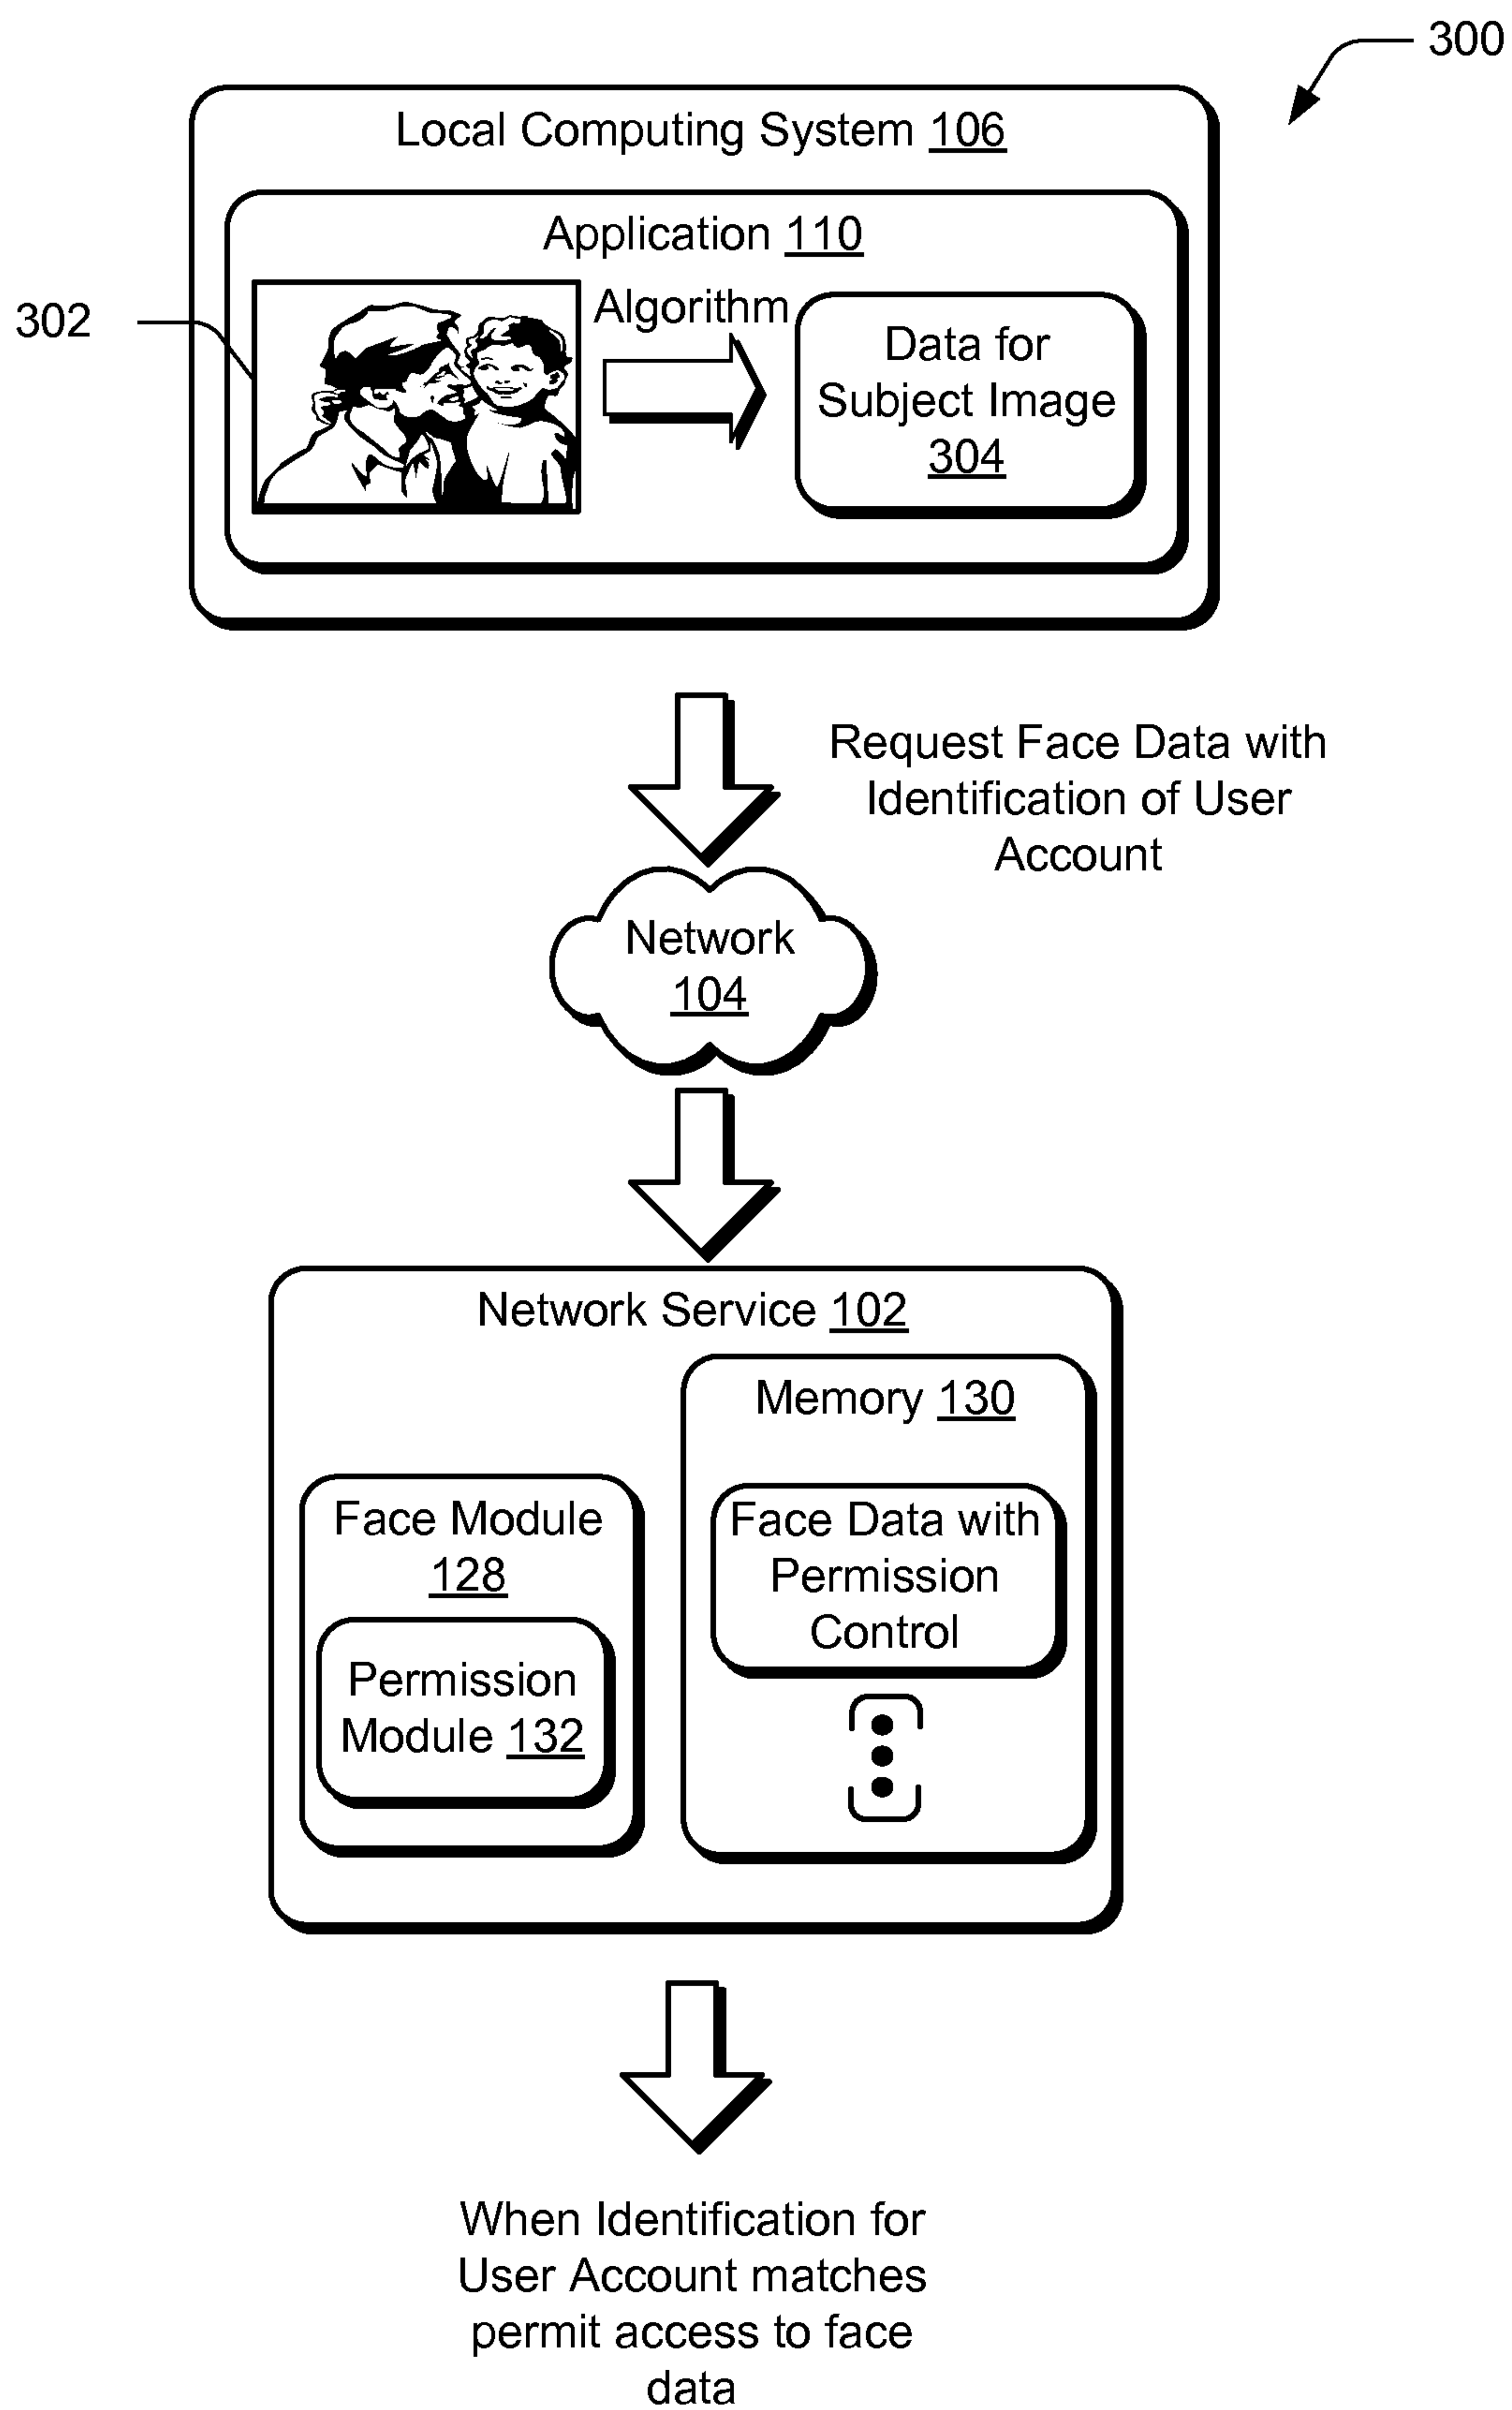 300
Local Computing System 106
Application 110
302
Algorithm
Data for
Subject Image
304
Request Face Data with
Identification of User
Account
Network
104
Network Service 102
Memory 130
Face Module
128
Permission
Module 132
Face Data with
Permission
Control
When Identification for
User Account matches
permit access to face
data